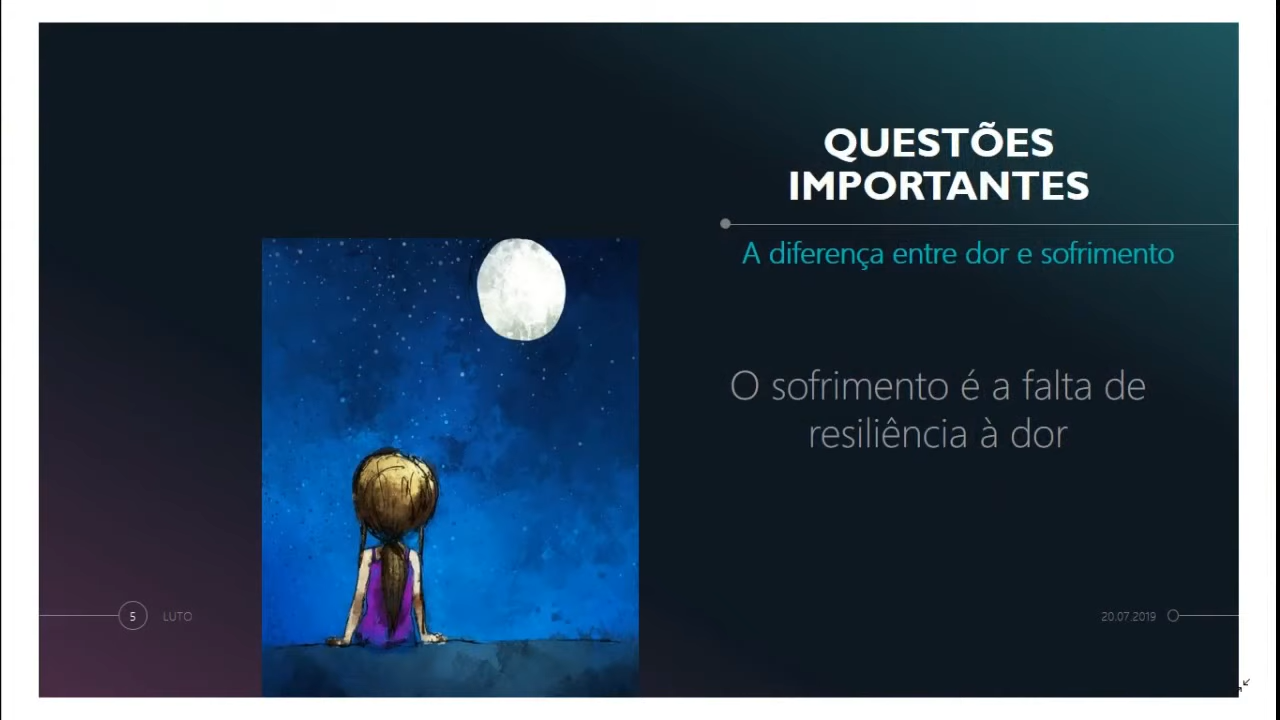 QUESTÕES
IMPORTANTES
A diferença entre dor e sofrimento
O sofrimento é a falta de
resiliência à dor
5
LUTO
20.07.2019